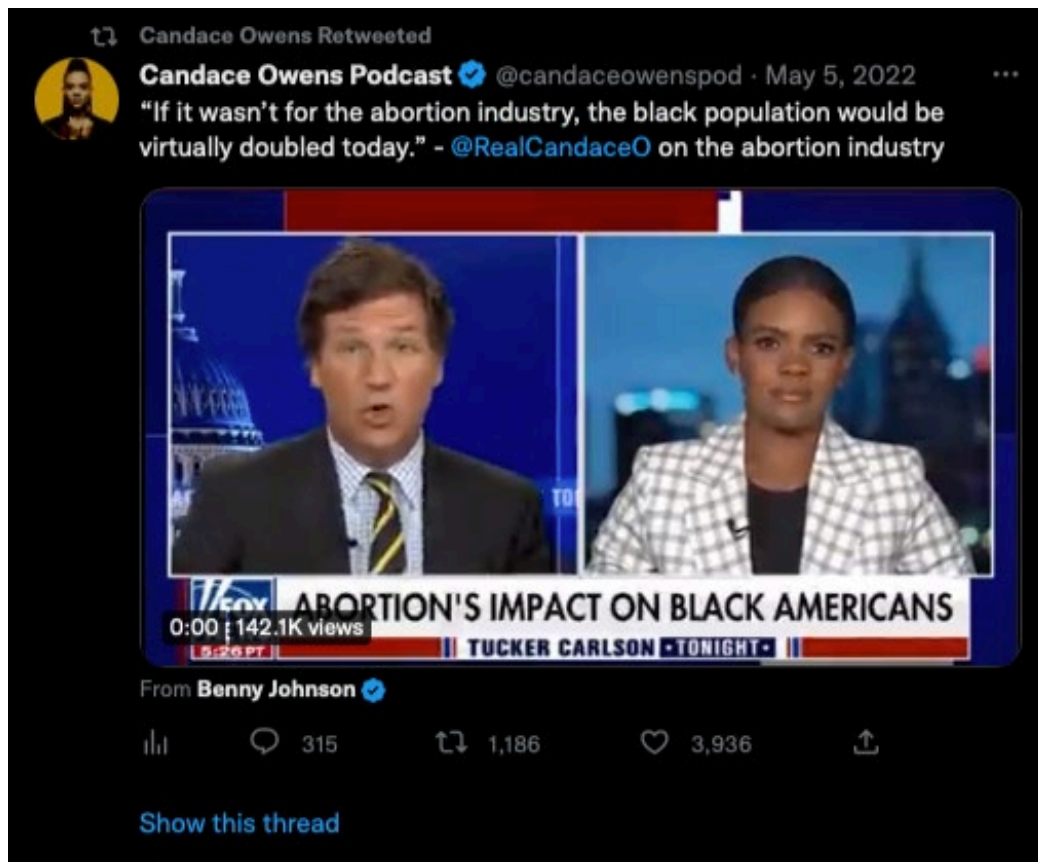 Candace Owens Retweeted
Candace Owens Podcast @candaceowenspod · May 5, 2022 ...
“If it wasn’t for the abortion industry, the black population would be
virtually doubled today.” - @RealCandaceO on the abortion industry
FOX
ABORTION'S IMPACT ON BLACK AMERICANS
0:00 142.1K views
5:26 PT
TUCKER CARLSON TONIGHT
From Benny Johnson
315 1,186 3,936
Show this thread